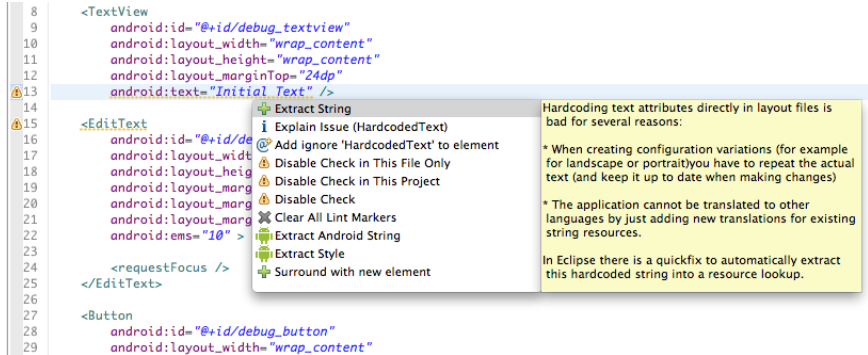 8 <TextView
9 android:id="@+id/debug_textview"
10 android:layout_width="wrap_content"
11 android:layout_height="wrap_content"
12 android:layout_marginTop="24dp"
13 android:text="Initial Text" />
14
15 <EditText
16 android:id="@+id/de
17 android:layout_widt
18 android:layout_heig
19 android:layout_marg
20 android:layout_marg
21 android:layout_marg
22 android:ems="10" >
23
24 <requestFocus />
25 </EditText>
26
27 <Button
28 android:id="@+id/debug_button"
29 android:layout_width="wrap_content"
Extract String
Explain Issue (HardcodedText)
Add ignore 'HardcodedText' to element
Disable Check in This File Only
Disable Check in This Project
Disable Check
Clear All Lint Markers
Extract Android String
Extract Style
Surround with new element
Hardcoding text attributes directly in layout files is
bad for several reasons:
* When creating configuration variations (for example
for landscape or portrait)you have to repeat the actual
text (and keep it up to date when making changes)
* The application cannot be translated to other
languages by just adding new translations for existing
string resources.
In Eclipse there is a quickfix to automatically extract
this hardcoded string into a resource lookup.